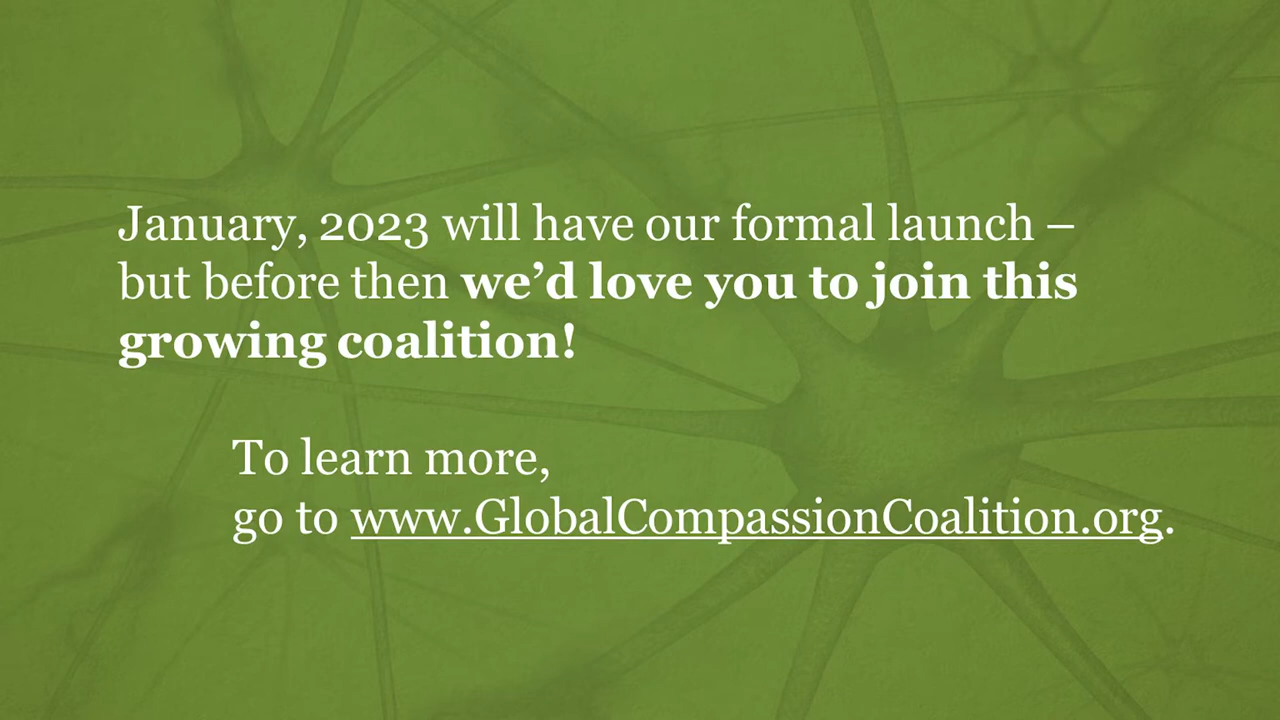 January, 2023 will have our formal launch –
but before then we’d love you to join this
growing coalition!
To learn more,
go to www.GlobalCompassionCoalition.org.